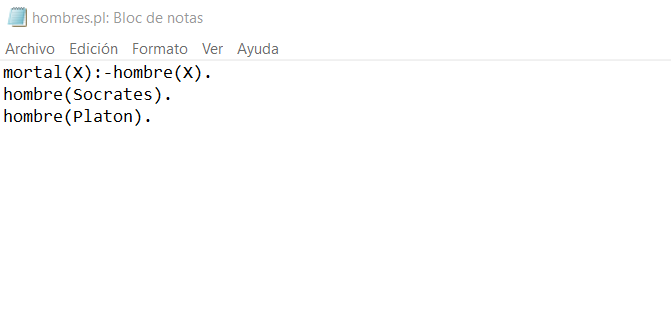 hombres.pl: Bloc de notas
Archivo Edición Formato Ver Ayuda
mortal(X):-hombre(X).
hombre(Socrates).
hombre(Platon).